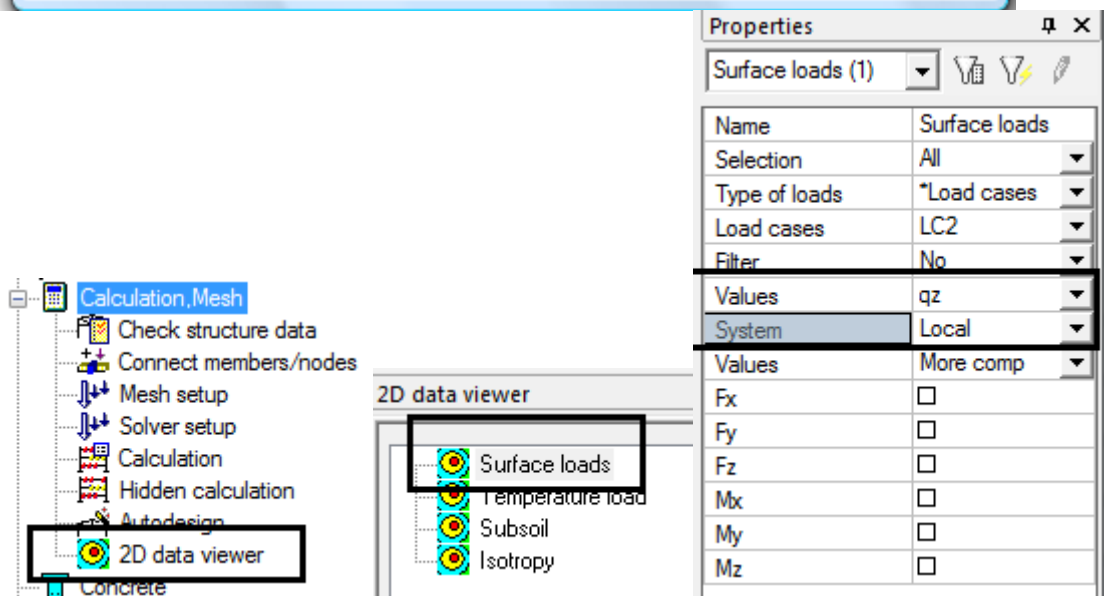 Calculation,Mesh
Check structure data
Connect members/nodes
Mesh setup
Solver setup
Calculation
Hidden calculation
Autodesign
2D data viewer
Concrete
2D data viewer
Surface loads
Temperature load
Subsoil
Isotropy
Properties
Surface loads (1)
Name Surface loads
Selection All
Type of loads *Load cases
Load cases LC2
Filter No
Values qz
System Local
Values More comp
Fx
Fy
Fz
Mx
My
Mz